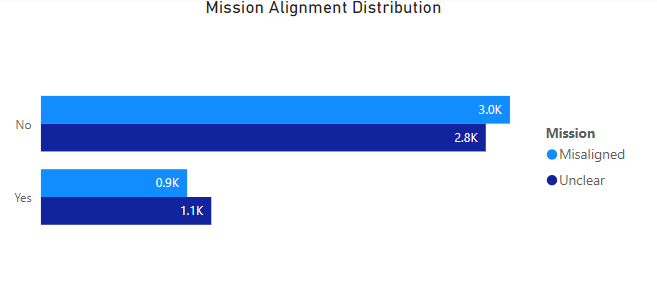 Mission Alignment Distribution
No
3.0K
2.8K
Yes
0.9K
1.1K
Mission
Misaligned
Unclear